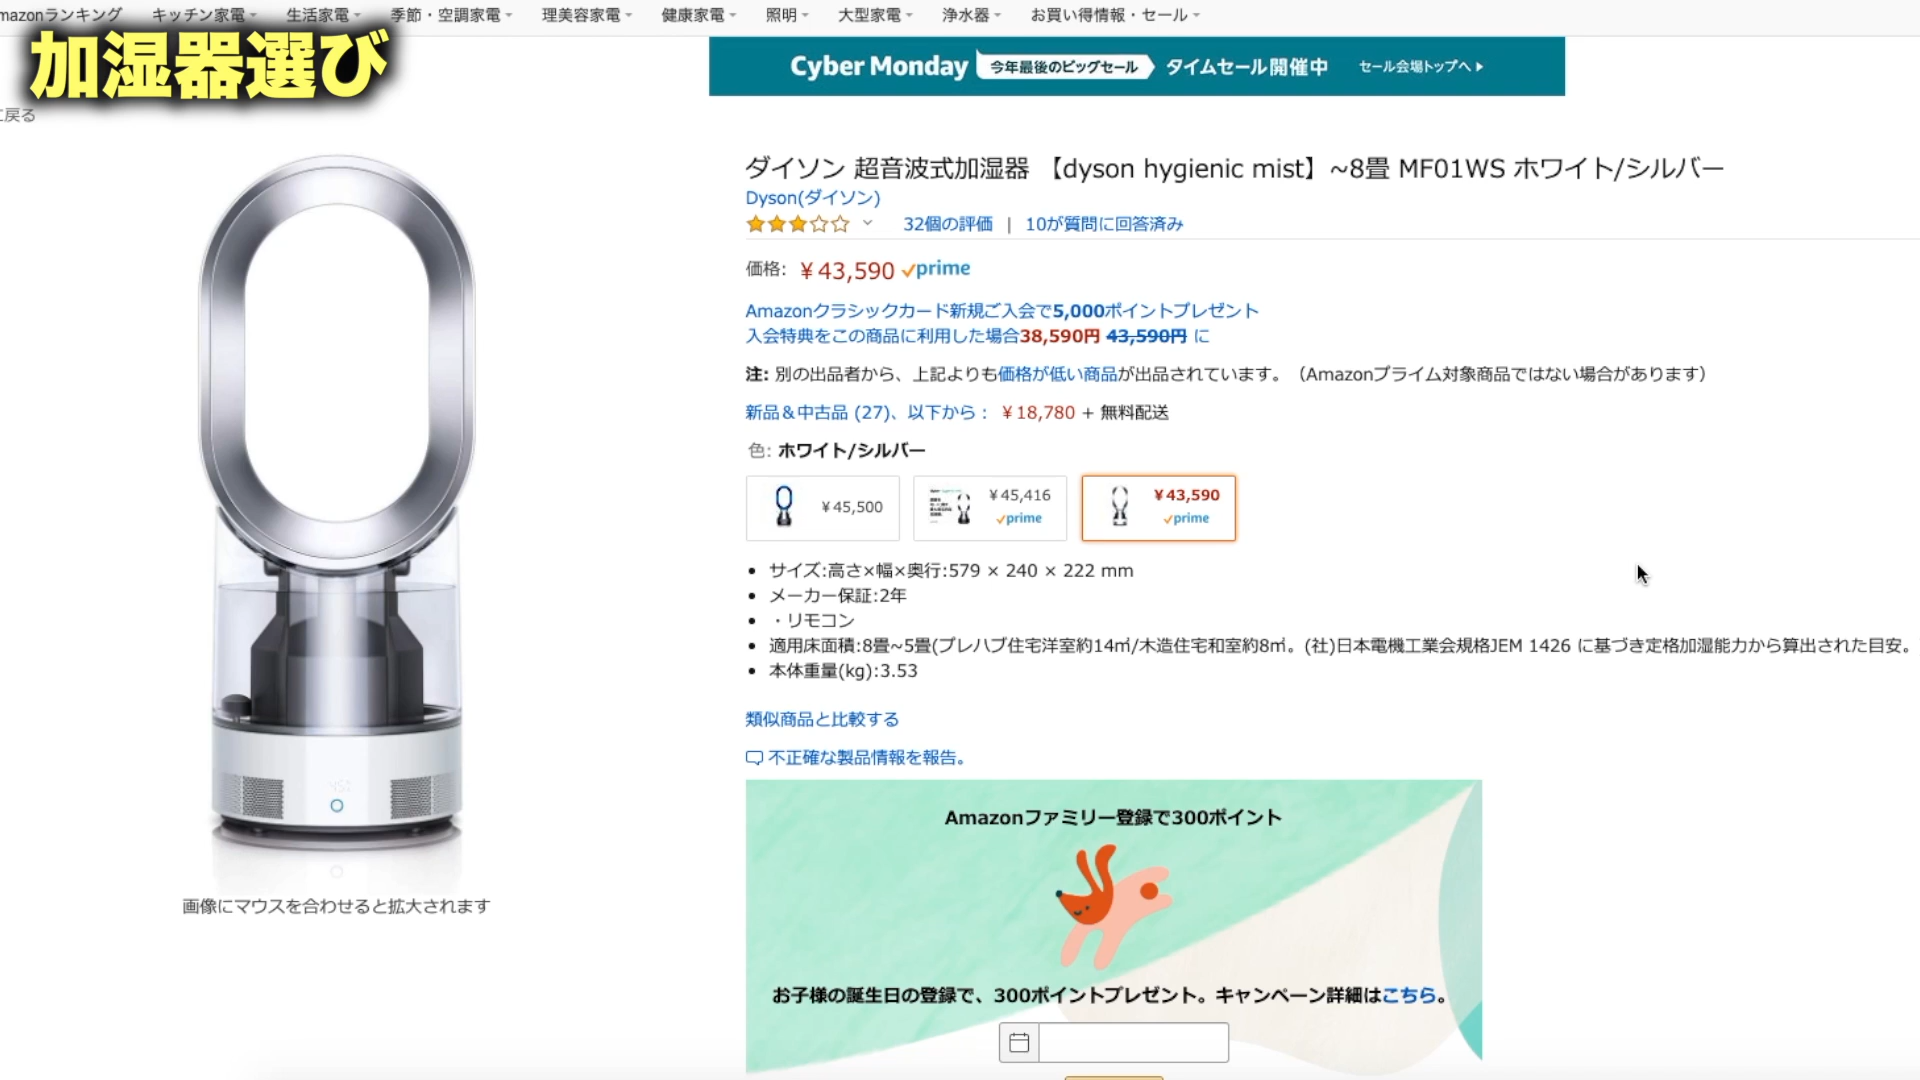 mazonランキング キッチン家電 生活家電 季節・空調家電 理美容家電 健康家電 照明 大型家電 浄水器 お買い得情報・セール
加湿器選び
Cyber Monday 今年最後のビッグセール タイムセール開催中 セール会場トップへ
に戻る
ダイソン 超音波式加湿器 【dyson hygienic mist】~8畳 MF01WS ホワイト/シルバー
Dyson(ダイソン)
32個の評価 | 10が質問に回答済み
価格: ￥43,590 prime
Amazonクラシックカード新規ご入会で5,000ポイントプレゼント
入会特典をこの商品に利用した場合38,590円 43,590円 に
注: 別の出品者から、上記よりも価格が低い商品が出品されています。（Amazonプライム対象商品ではない場合があります）
新品＆中古品 (27)、以下から： ￥18,780 + 無料配送
色: ホワイト/シルバー
￥45,500
￥45,416
prime
￥43,590
prime
• サイズ:高さ×幅×奥行:579 × 240 × 222 mm
• メーカー保証:2年
• ・リモコン
• 適用床面積:8畳~5畳(プレハブ住宅洋室約14㎡/木造住宅和室約8㎡。(社)日本電機工業会規格JEM 1426 に基づき定格加湿能力から算出された目安。
• 本体重量(kg):3.53
類似商品と比較する
不正確な製品情報を報告。
Amazonファミリー登録で300ポイント
お子様の誕生日の登録で、300ポイントプレゼント。キャンペーン詳細はこちら。
画像にマウスを合わせると拡大されます